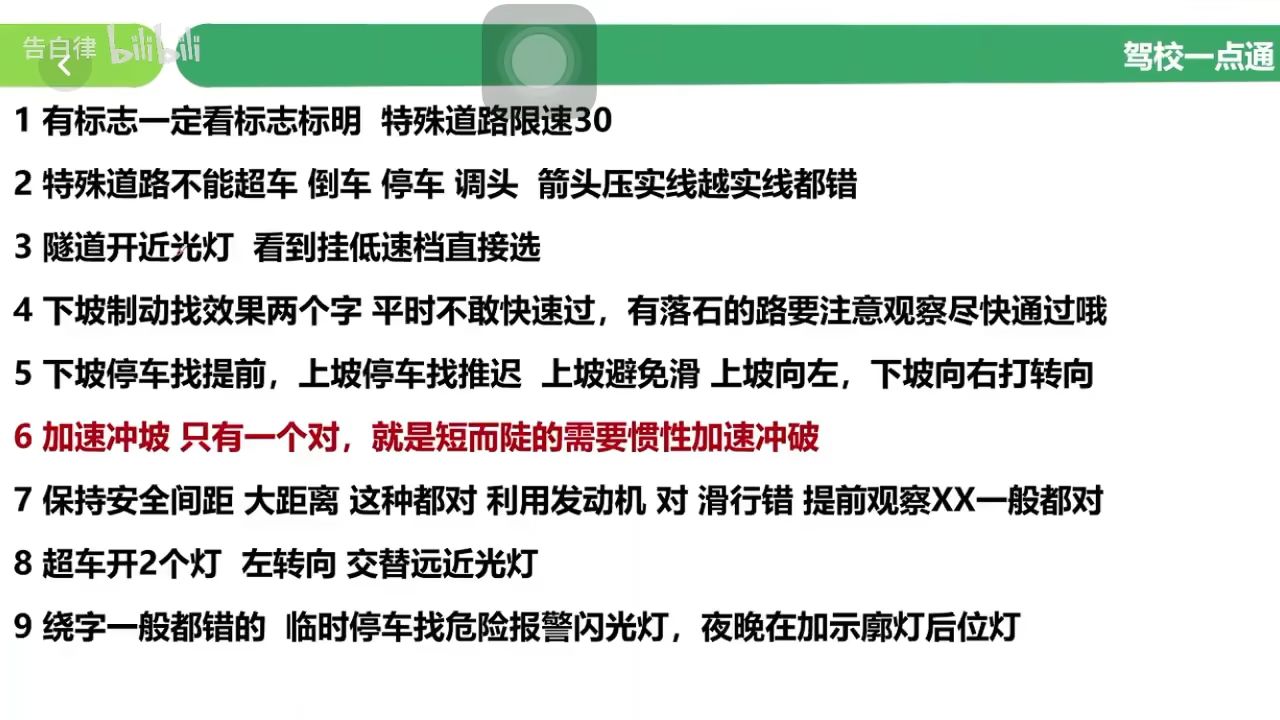 告白律 bilibili
驾校一点通
1 有标志一定看标志标明 特殊道路限速30
2 特殊道路不能超车 倒车 停车 调头 箭头压实线越实线都错
3 隧道开近光灯 看到挂低速档直接选
4 下坡制动找效果两个字 平时不敢快速过，有落石的路要注意观察尽快通过哦
5 下坡停车找提前，上坡停车找推迟 上坡避免滑 上坡向左，下坡向右打转向
6 加速冲坡 只有一个对，就是短而陡的需要惯性加速冲破
7 保持安全间距 大距离 这种都对 利用发动机 对 滑行错 提前观察XX一般都对
8 超车开2个灯 左转向 交替远近光灯
9 绕字一般都错的 临时停车找危险报警闪光灯，夜晚在加示廓灯后位灯